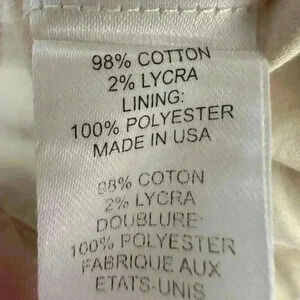 98% COTTON
2% LYCRA
LINING:
100% POLYESTER
MADE IN USA
98% COTON
2% LYCRA
DOUBLURE:
100% POLYESTER
FABRIQUE AUX
ETATS-UNIS